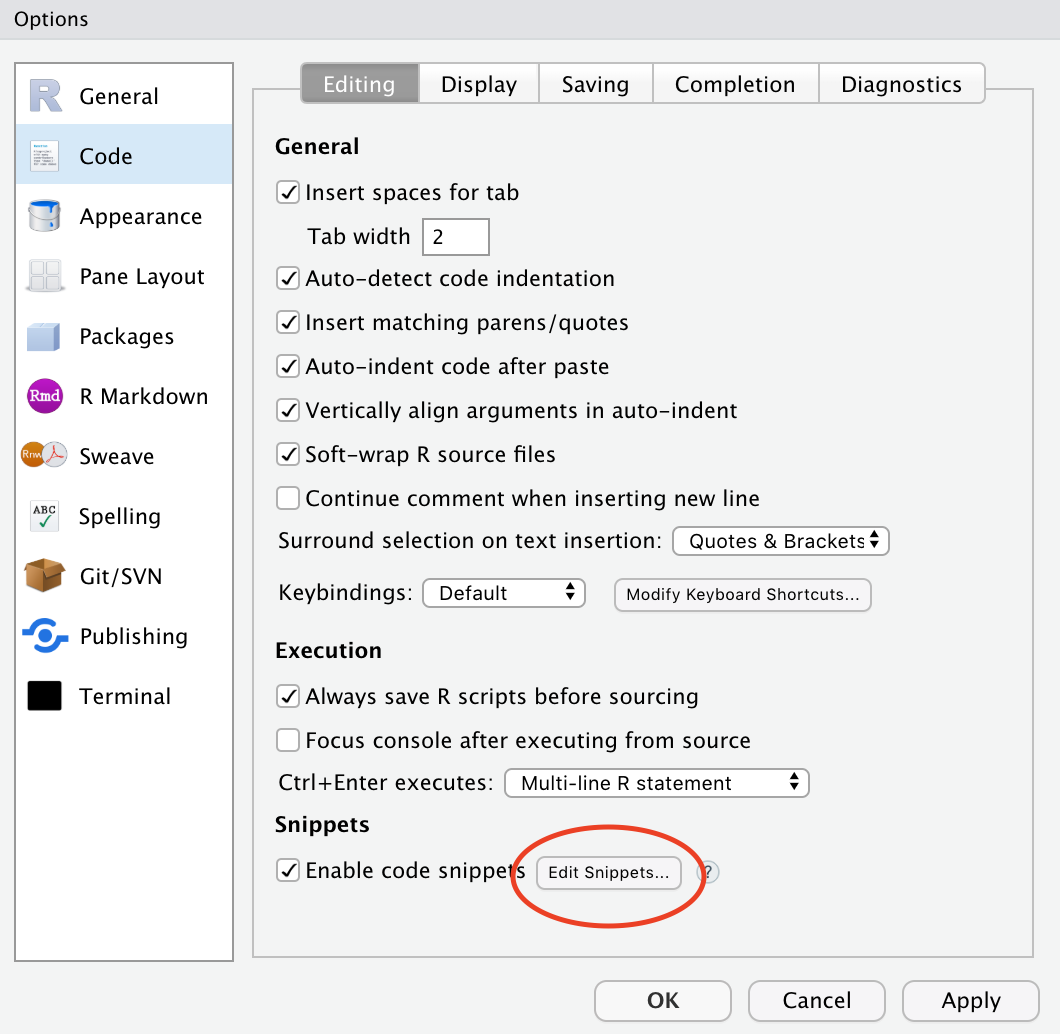 Options
General
Code
Appearance
Pane Layout
Packages
Rmd R Markdown
Rnw Sweave
ABC Spelling
Git/SVN
Publishing
Terminal
Editing Display Saving Completion Diagnostics
General
Insert spaces for tab
Tab width 2
Auto-detect code indentation
Insert matching parens/quotes
Auto-indent code after paste
Vertically align arguments in auto-indent
Soft-wrap R source files
Continue comment when inserting new line
Surround selection on text insertion: Quotes & Brackets
Keybindings: Default Modify Keyboard Shortcuts...
Execution
Always save R scripts before sourcing
Focus console after executing from source
Ctrl+Enter executes: Multi-line R statement
Snippets
Enable code snippets Edit Snippets... ?
OK Cancel Apply